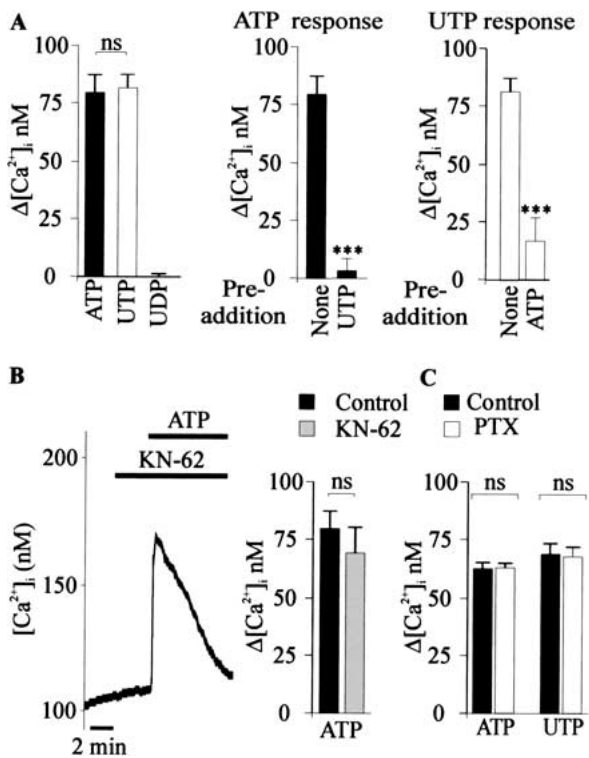 A
ATP response
UTP response
Δ[Ca²⁺]ᵢ nM
100
75
50
25
0
ns
ATP
UTP
UDP
Δ[Ca²⁺]ᵢ nM
100
75
50
25
0
***
Pre-
addition
None
UTP
Δ[Ca²⁺]ᵢ nM
100
75
50
25
0
***
Pre-
addition
None
ATP
B
ATP
KN-62
[Ca²⁺]ᵢ (nM)
200
150
100
2 min
Control
KN-62
Δ[Ca²⁺]ᵢ nM
100
75
50
25
0
ns
ATP
C
Control
PTX
Δ[Ca²⁺]ᵢ nM
100
75
50
25
0
ns
ns
ATP
UTP